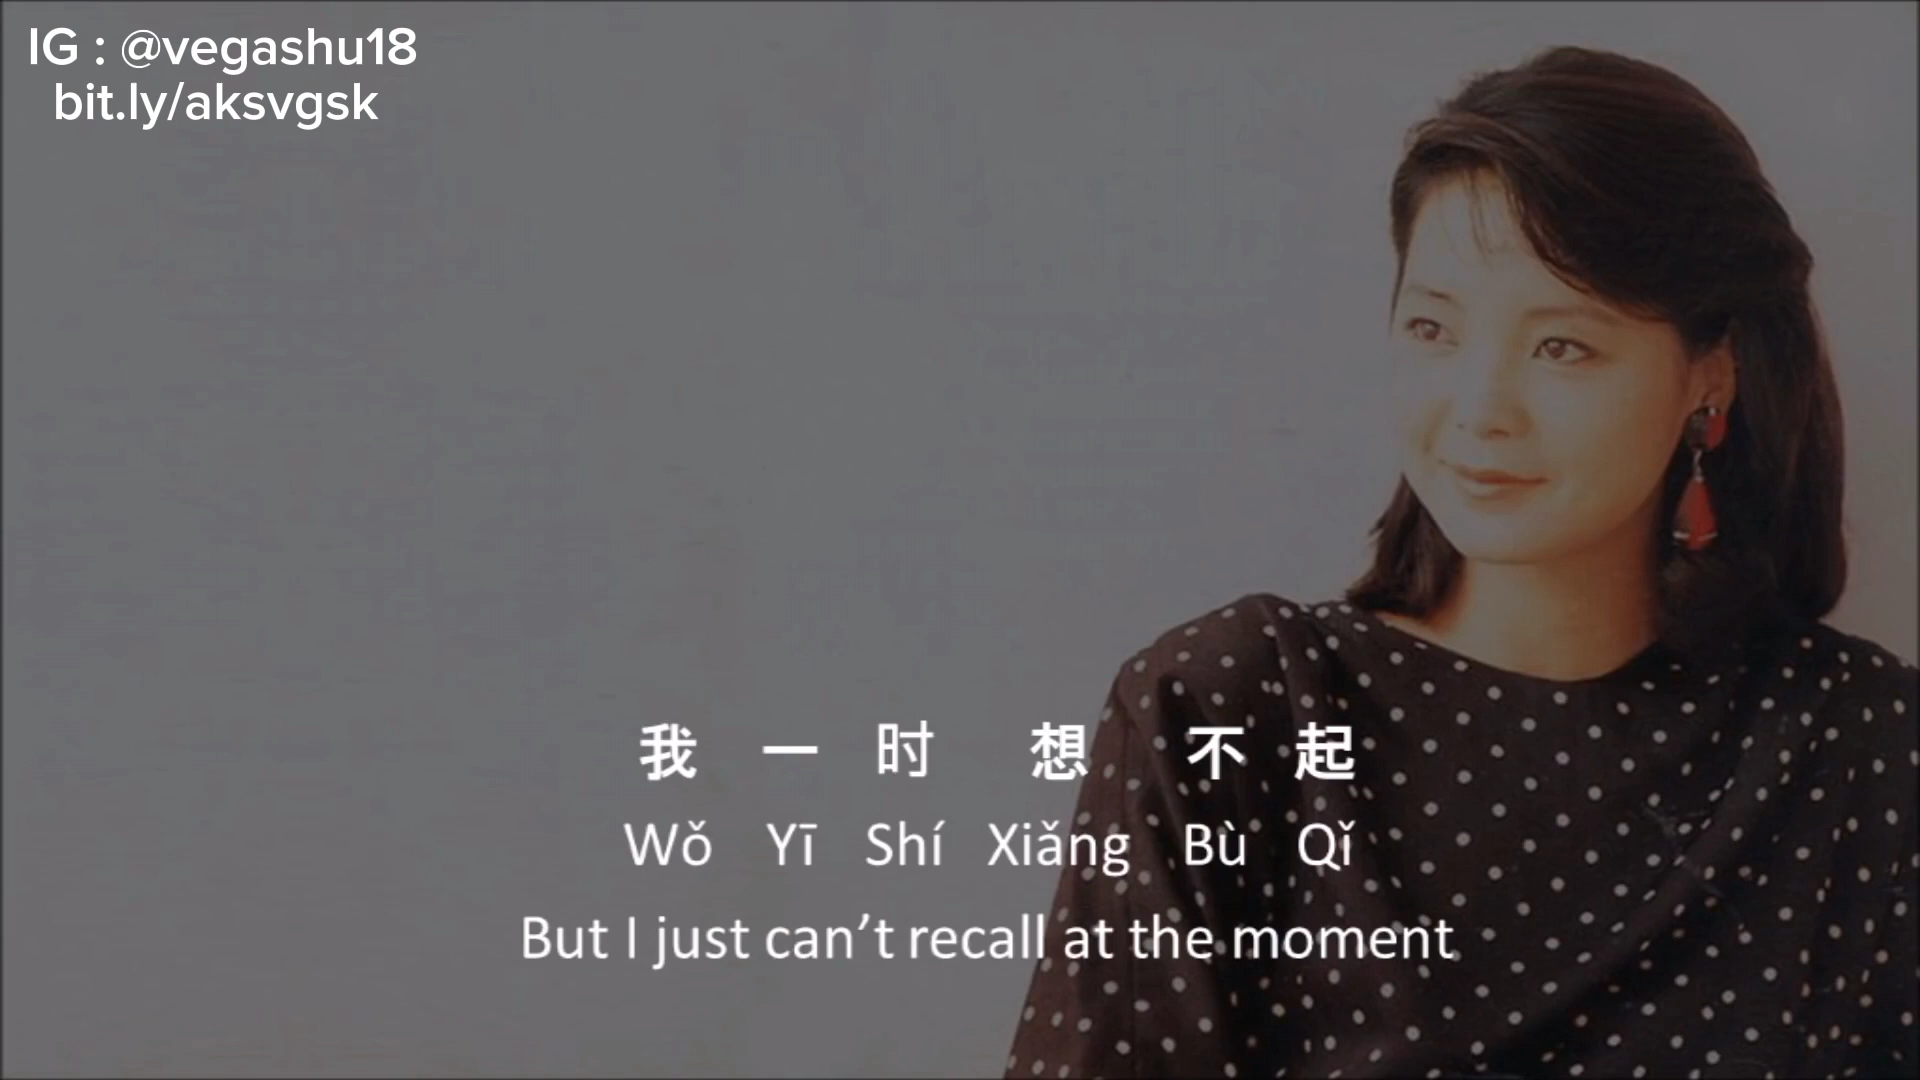 IG : @vegashu18
bit.ly/aksvgsk
我 一 时 想 不 起
Wǒ Yī Shí Xiǎng Bù Qǐ
But I just can’t recall at the moment